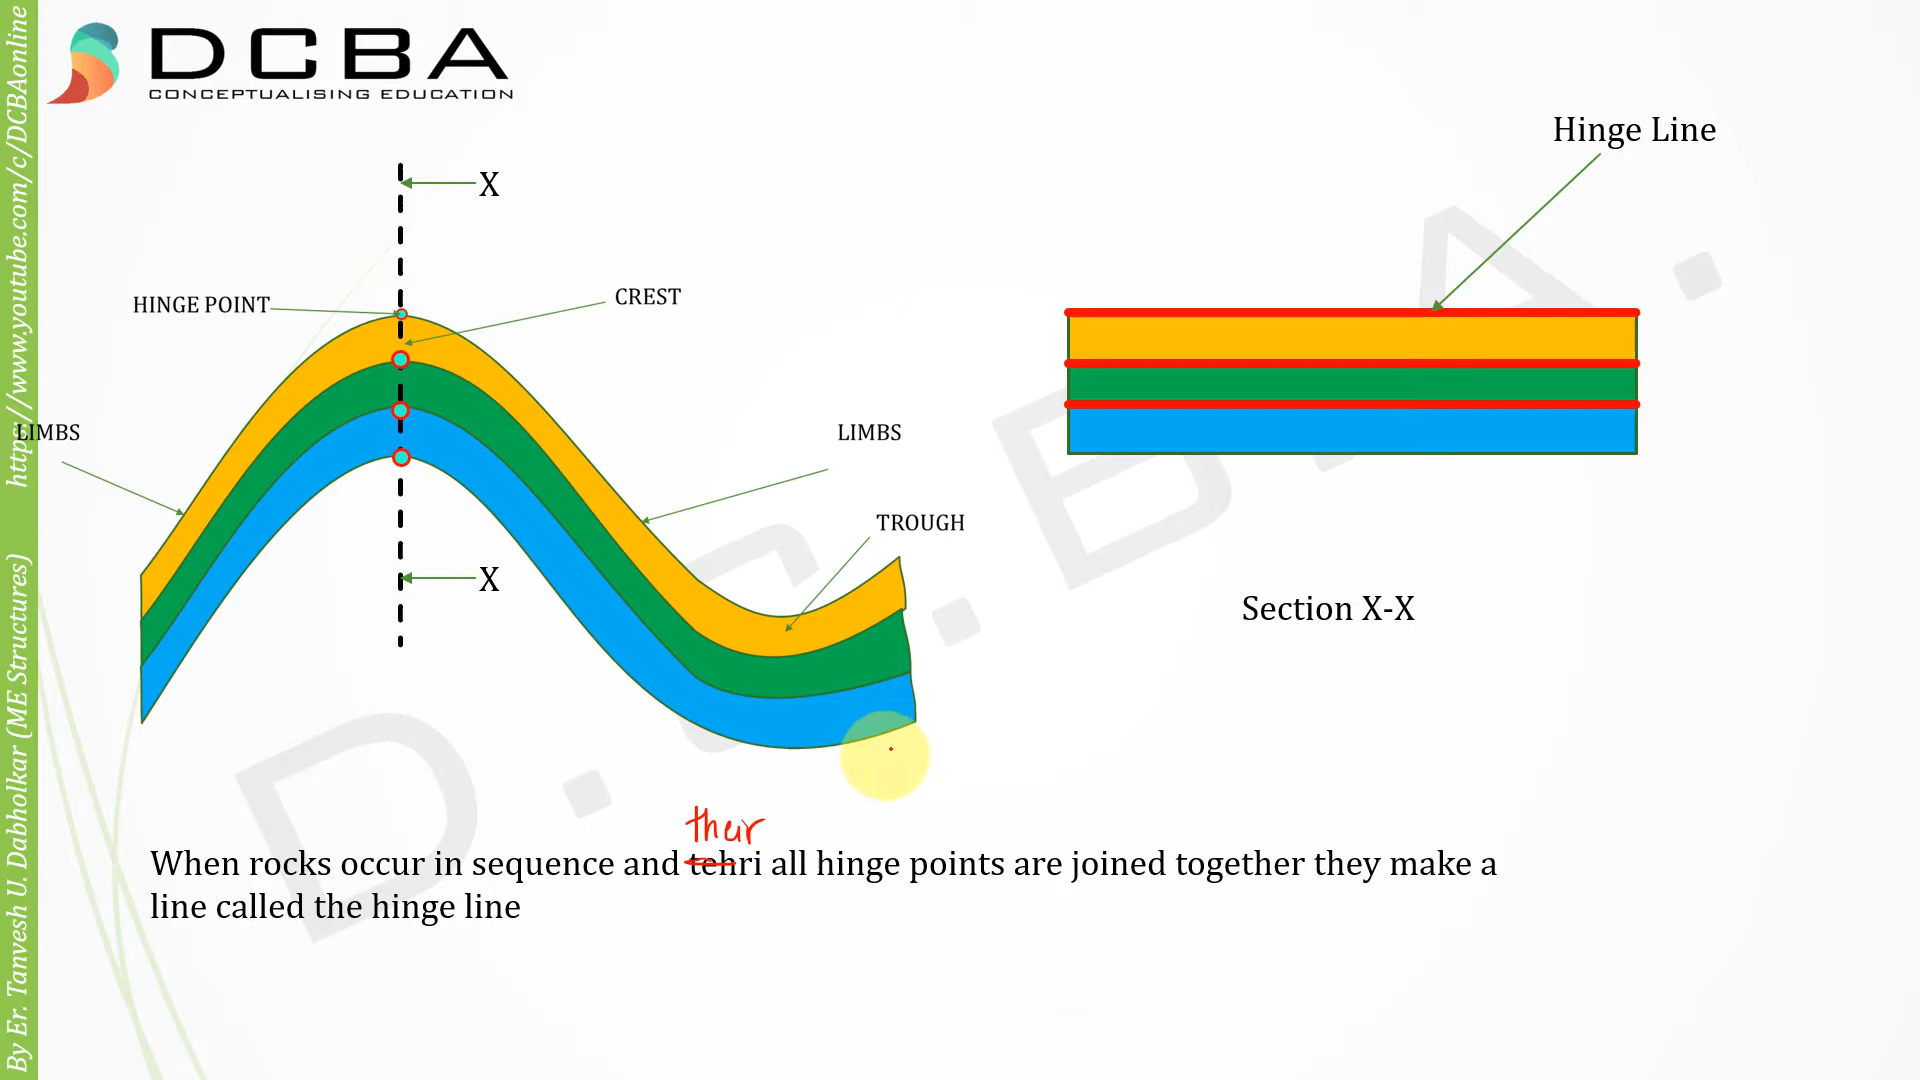 DCBA
CONCEPTUALISING EDUCATION
By Er. Tanvesh U. Dabholkar (ME Structures) https://www.youtube.com/c/DCBAonline
Hinge Line
X
HINGE POINT
CREST
LIMBS
LIMBS
TROUGH
X
Section X-X
D.C.B.A.
their
When rocks occur in sequence and tehri all hinge points are joined together they make a
line called the hinge line